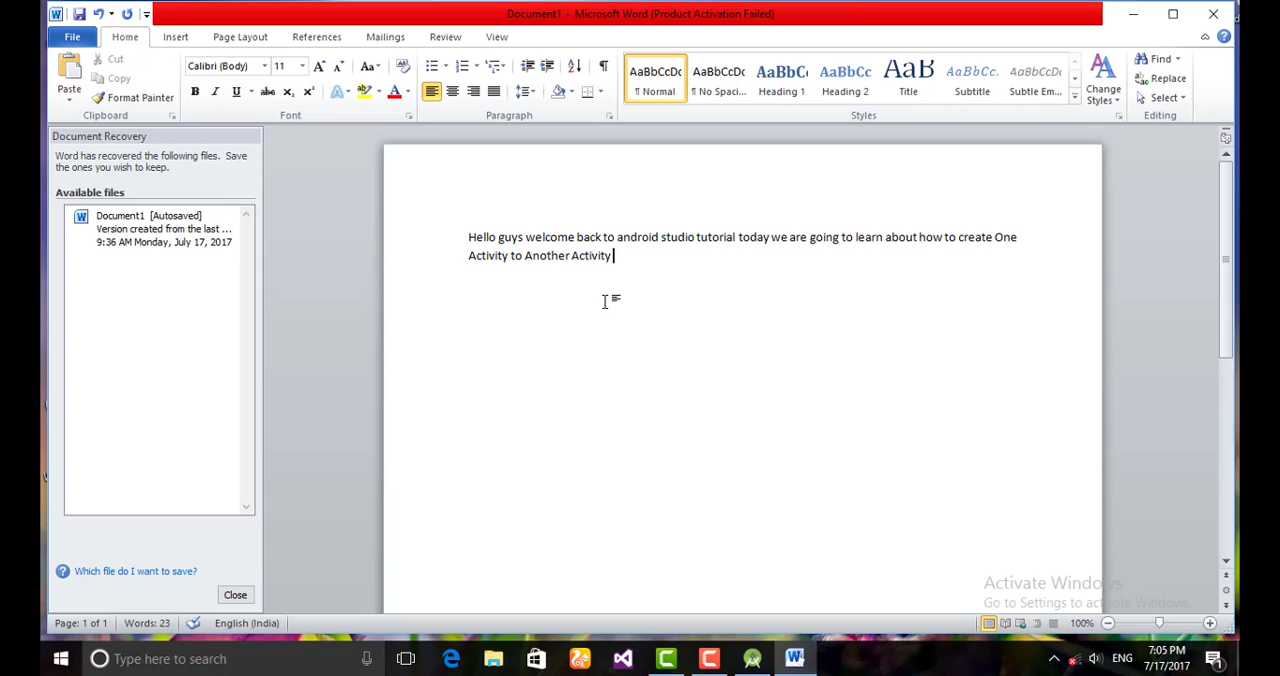 Document1 - Microsoft Word (Product Activation Failed)
File Home Insert Page Layout References Mailings Review View
Paste
Cut
Copy
Format Painter
Clipboard
Calibri (Body) 11
Font
Paragraph
AaBbCcDc AaBbCcDc AaBbC AaBbCc AaB AaBbCc. AaBbCcDc
¶ Normal ¶ No Spaci... Heading 1 Heading 2 Title Subtitle Subtle Em...
Styles
Change
Styles
Find
Replace
Select
Editing
Document Recovery
Word has recovered the following files. Save
the ones you wish to keep.
Available files
Document1 [Autosaved]
Version created from the last ...
9:36 AM Monday, July 17, 2017
Which file do I want to save?
Close
Hello guys welcome back to android studio tutorial today we are going to learn about how to create One
Activity to Another Activity
Activate Windows
Go to Settings to activate Windows.
Page: 1 of 1 Words: 23 English (India) 100%
Type here to search
ENG
7:05 PM
7/17/2017
1